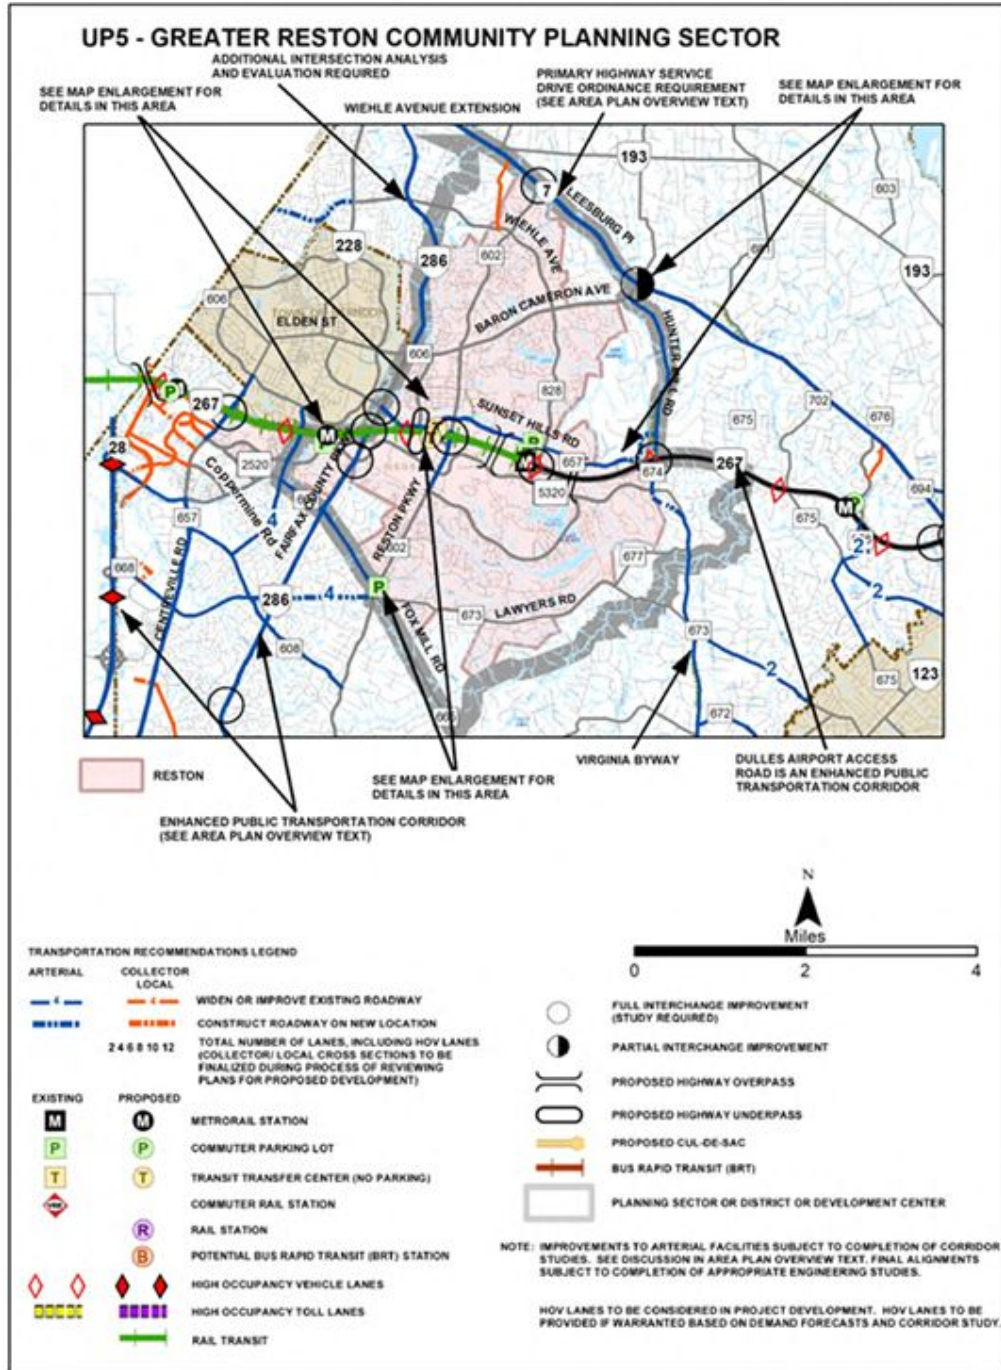 UP5 - GREATER RESTON COMMUNITY PLANNING SECTOR
ADDITIONAL INTERSECTION ANALYSIS
AND EVALUATION REQUIRED
SEE MAP ENLARGEMENT FOR
DETAILS IN THIS AREA
WIEHLE AVENUE EXTENSION
PRIMARY HIGHWAY SERVICE
DRIVE ORDINANCE REQUIREMENT
(SEE AREA PLAN OVERVIEW TEXT)
SEE MAP ENLARGEMENT FOR
DETAILS IN THIS AREA
193
7
LEESBURG PI
603
228
286
602
WIEHLE AVE
193
606
ELDEN ST
BARON CAMERON AVE
606
HUNTER MILL RD
828
702
267
SUNSET HILLS RD
675
676
28
2520
Coppermine Rd
FAIRFAX COUNTY PKWY
RESTON PKWY
657
674
267
5320
694
657
4
675
602
677
2
668
CENTREVILLE RD
286
4
673
LAWYERS RD
2
FOX MILL RD
608
673
2
675
123
672
665
RESTON
SEE MAP ENLARGEMENT FOR
DETAILS IN THIS AREA
VIRGINIA BYWAY
DULLES AIRPORT ACCESS
ROAD IS AN ENHANCED PUBLIC
TRANSPORTATION CORRIDOR
ENHANCED PUBLIC TRANSPORTATION CORRIDOR
(SEE AREA PLAN OVERVIEW TEXT)
N
Miles
0 2 4
TRANSPORTATION RECOMMENDATIONS LEGEND
ARTERIAL COLLECTOR
LOCAL
4 4 WIDEN OR IMPROVE EXISTING ROADWAY
CONSTRUCT ROADWAY ON NEW LOCATION
2 4 6 8 10 12 TOTAL NUMBER OF LANES, INCLUDING HOV LANES
(COLLECTOR/ LOCAL CROSS SECTIONS TO BE
FINALIZED DURING PROCESS OF REVIEWING
PLANS FOR PROPOSED DEVELOPMENT)
EXISTING PROPOSED
M M METRORAIL STATION
P P COMMUTER PARKING LOT
T T TRANSIT TRANSFER CENTER (NO PARKING)
VRE COMMUTER RAIL STATION
R RAIL STATION
B POTENTIAL BUS RAPID TRANSIT (BRT) STATION
HIGH OCCUPANCY VEHICLE LANES
HIGH OCCUPANCY TOLL LANES
RAIL TRANSIT
FULL INTERCHANGE IMPROVEMENT
(STUDY REQUIRED)
PARTIAL INTERCHANGE IMPROVEMENT
PROPOSED HIGHWAY OVERPASS
PROPOSED HIGHWAY UNDERPASS
PROPOSED CUL-DE-SAC
BUS RAPID TRANSIT (BRT)
PLANNING SECTOR OR DISTRICT OR DEVELOPMENT CENTER
NOTE: IMPROVEMENTS TO ARTERIAL FACILITIES SUBJECT TO COMPLETION OF CORRIDOR
STUDIES. SEE DISCUSSION IN AREA PLAN OVERVIEW TEXT. FINAL ALIGNMENTS
SUBJECT TO COMPLETION OF APPROPRIATE ENGINEERING STUDIES.
HOV LANES TO BE CONSIDERED IN PROJECT DEVELOPMENT. HOV LANES TO BE
PROVIDED IF WARRANTED BASED ON DEMAND FORECASTS AND CORRIDOR STUDY.